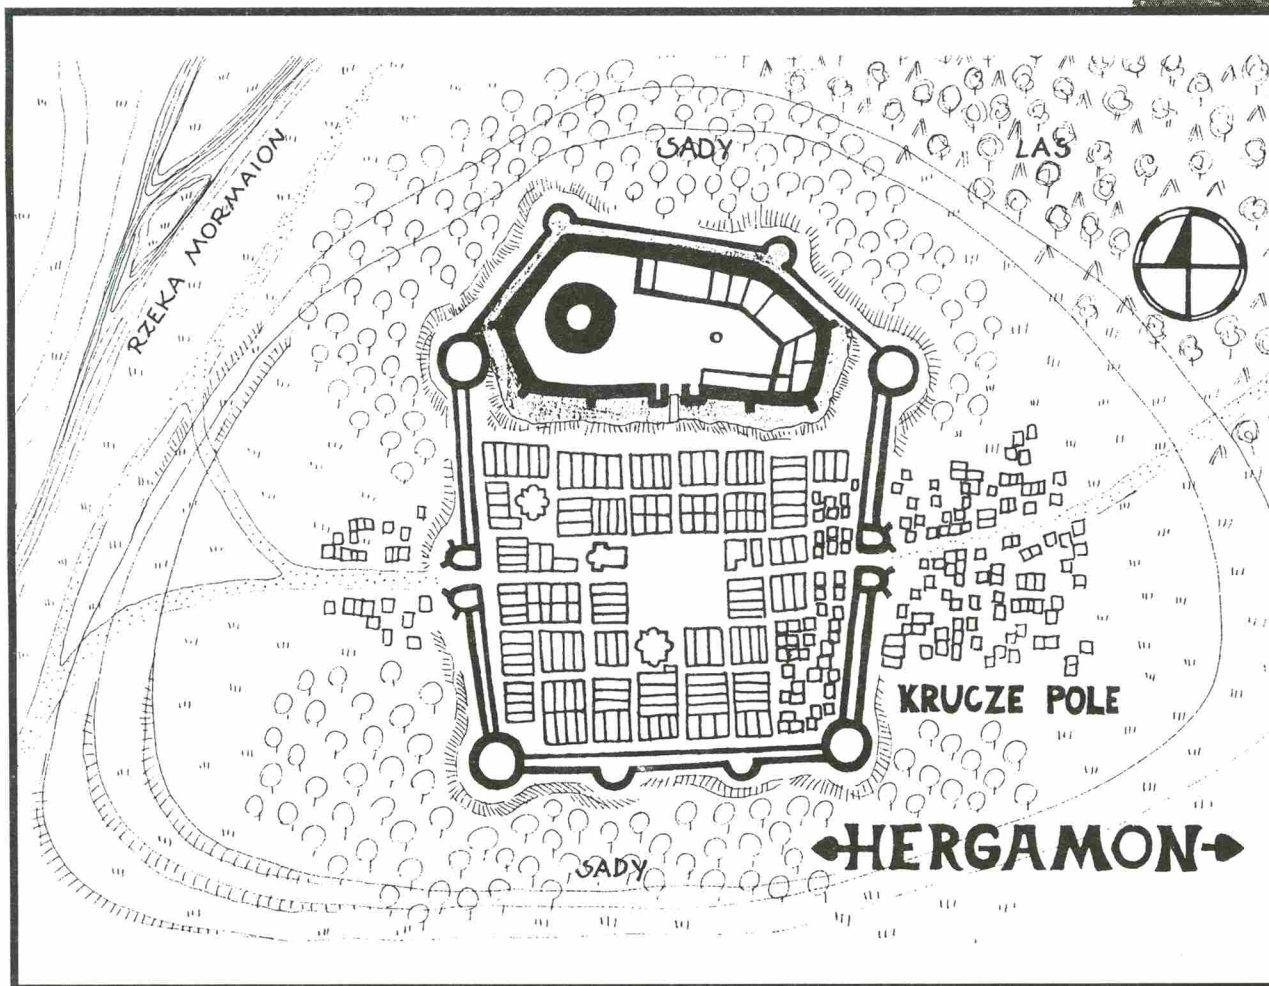 SADY
LAS
RZEKA MORMAION
KRUCZE POLE
HERGAMON
SADY